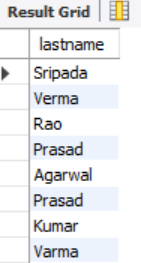 Result Grid
lastname
Sripada
Verma
Rao
Prasad
Agarwal
Prasad
Kumar
Varma